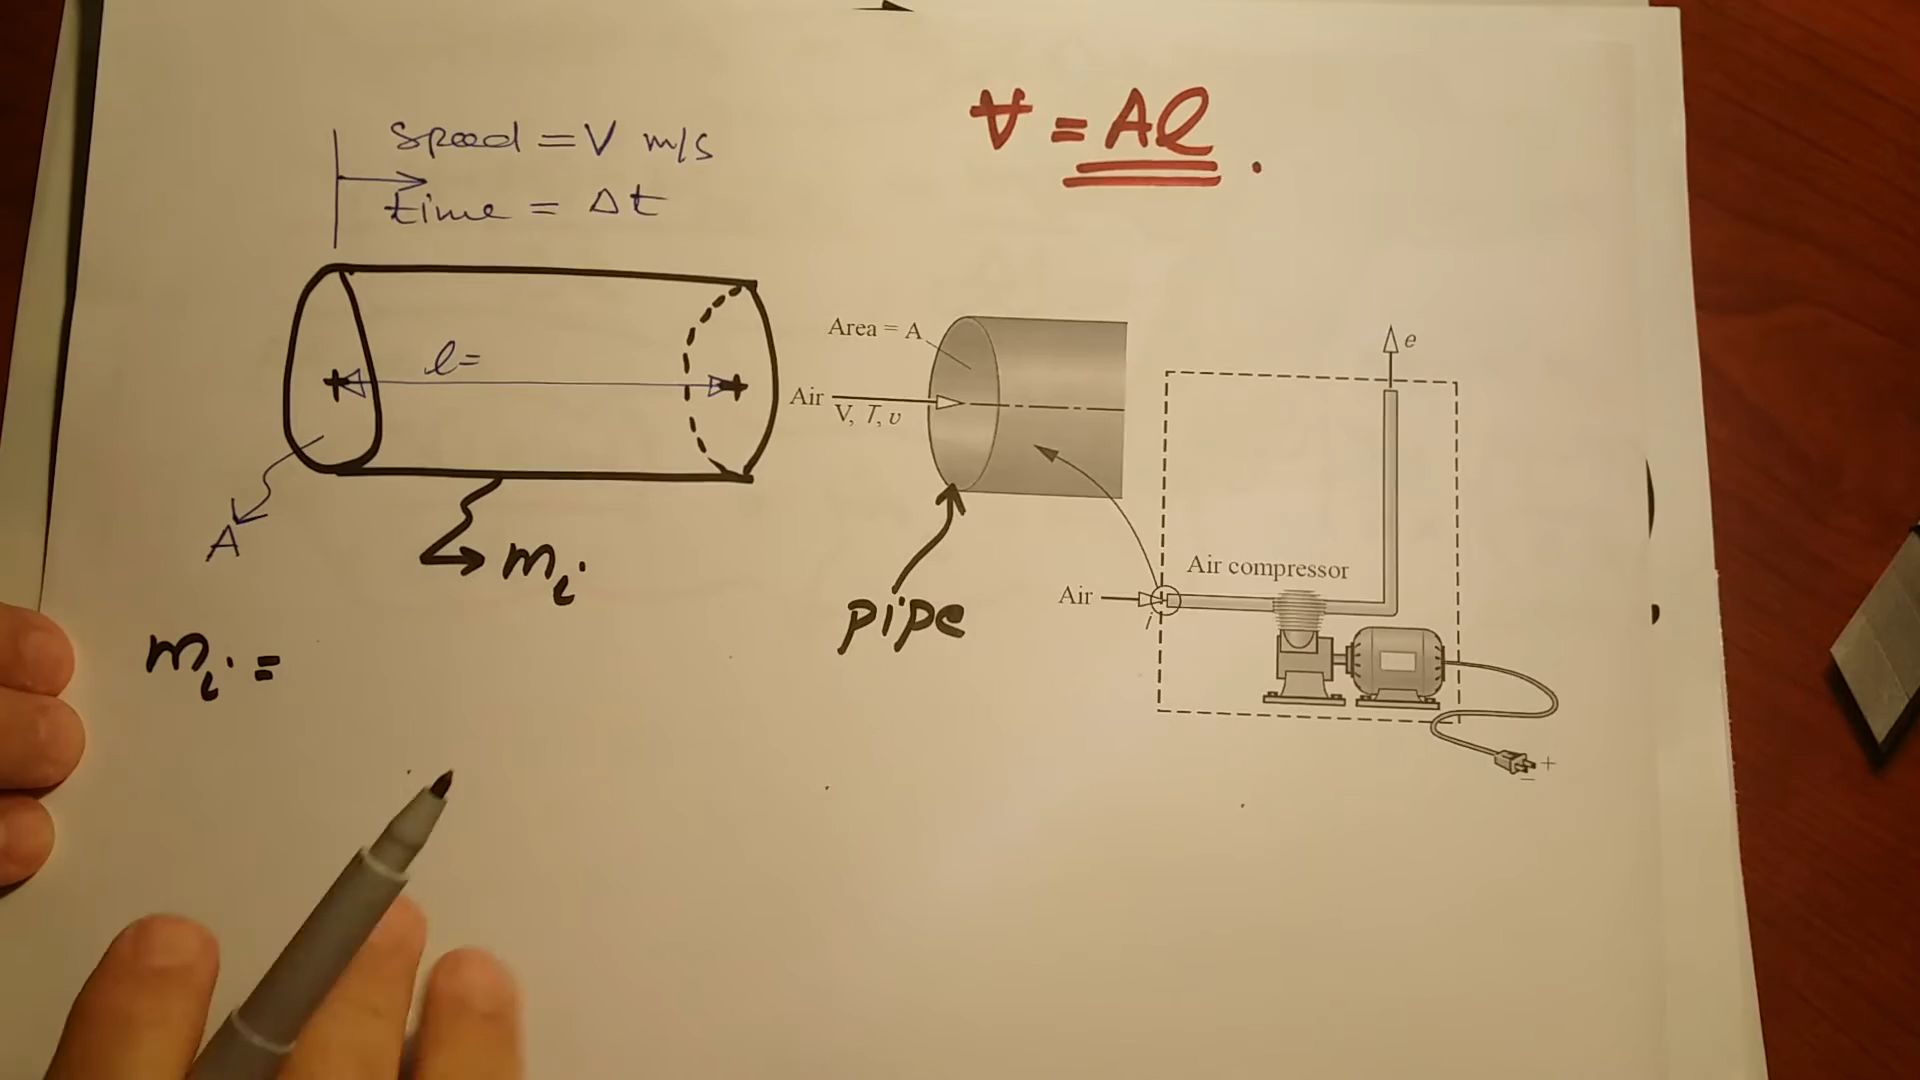 Speed = V m/s
time = Δt
V = Al .
l =
A
mi
mi =
Area = A
Air
V, T, υ
pipe
e
Air compressor
Air
i
+
−